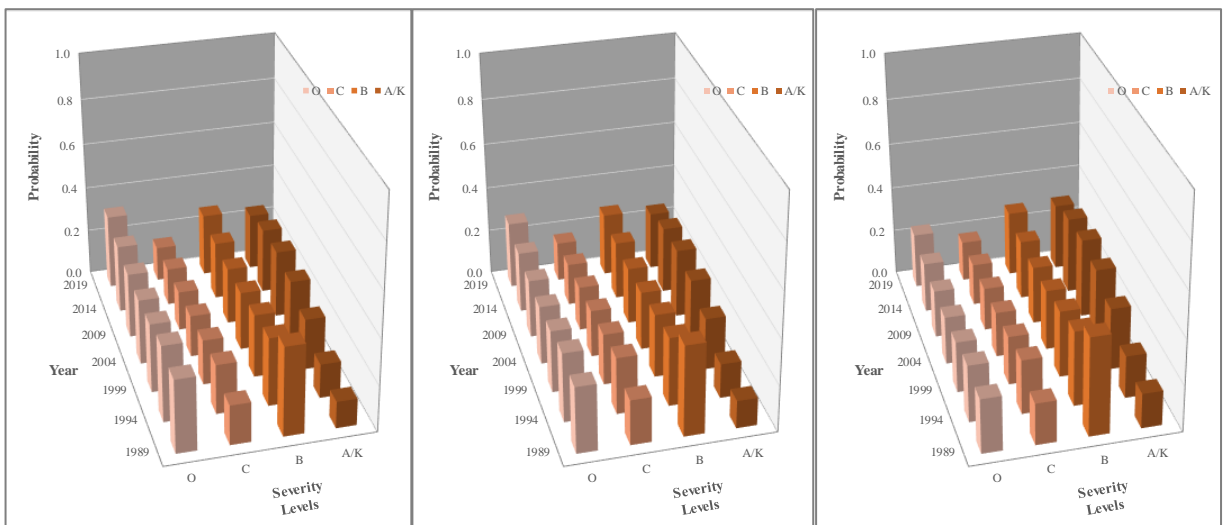 1.0
0.8
0.6
0.4
0.2
0.0
Probability
O C B A/K
2019
2014
2009
2004
1999
1994
1989
Year
O C B A/K
Severity
Levels
1.0
0.8
0.6
0.4
0.2
0.0
Probability
O C B A/K
2019
2014
2009
2004
1999
1994
1989
Year
O C B A/K
Severity
Levels
1.0
0.8
0.6
0.4
0.2
0.0
Probability
O C B A/K
2019
2014
2009
2004
1999
1994
1989
Year
O C B A/K
Severity
Levels